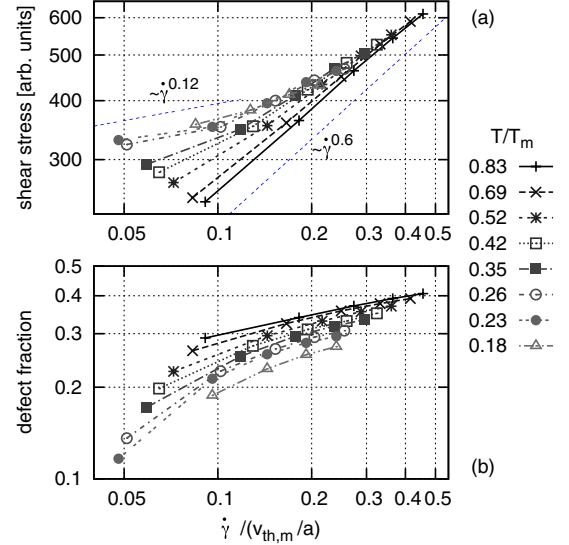 600
500
400
300
shear stress [arb. units]
~γ̇^0.12
~γ̇^0.6
(a)
0.05 0.1 0.2 0.3 0.4 0.5
T/T_m
0.83
0.69
0.52
0.42
0.35
0.26
0.23
0.18
0.5
0.4
0.3
0.2
0.1
defect fraction
(b)
0.05 0.1 0.2 0.3 0.4 0.5
γ̇ /(v_th,m/a)